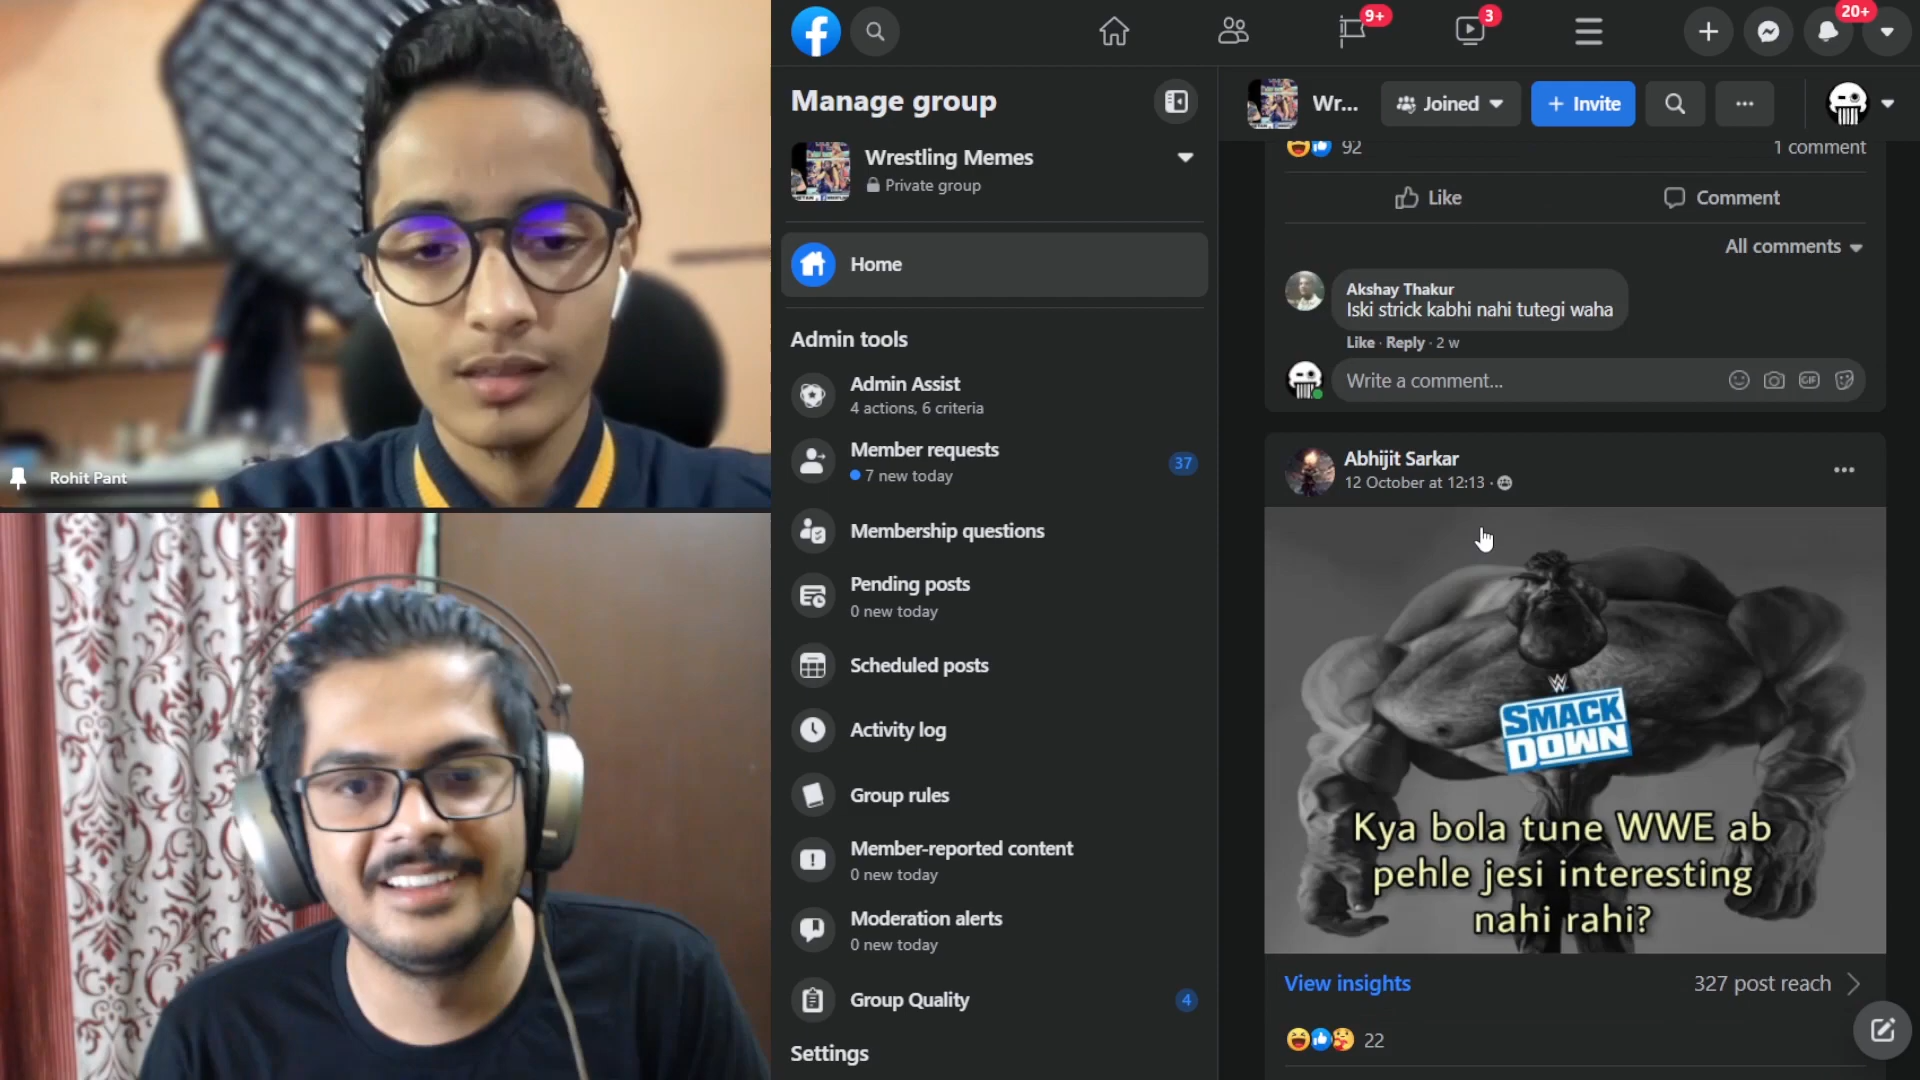 Rohit Pant
9+
3
20+
Manage group
Wrestling Memes
Private group
Home
Admin tools
Admin Assist
4 actions, 6 criteria
Member requests
7 new today
37
Membership questions
Pending posts
0 new today
Scheduled posts
Activity log
Group rules
Member-reported content
0 new today
Moderation alerts
0 new today
Group Quality
4
Settings
Wr...
Joined
+ Invite
92
1 comment
Like
Comment
All comments
Akshay Thakur
Iski strick kabhi nahi tutegi waha
Like · Reply · 2 w
Write a comment...
GIF
Abhijit Sarkar
12 October at 12:13 ·
W
SMACK
DOWN
Kya bola tune WWE ab
pehle jesi interesting
nahi rahi?
View insights
327 post reach
22